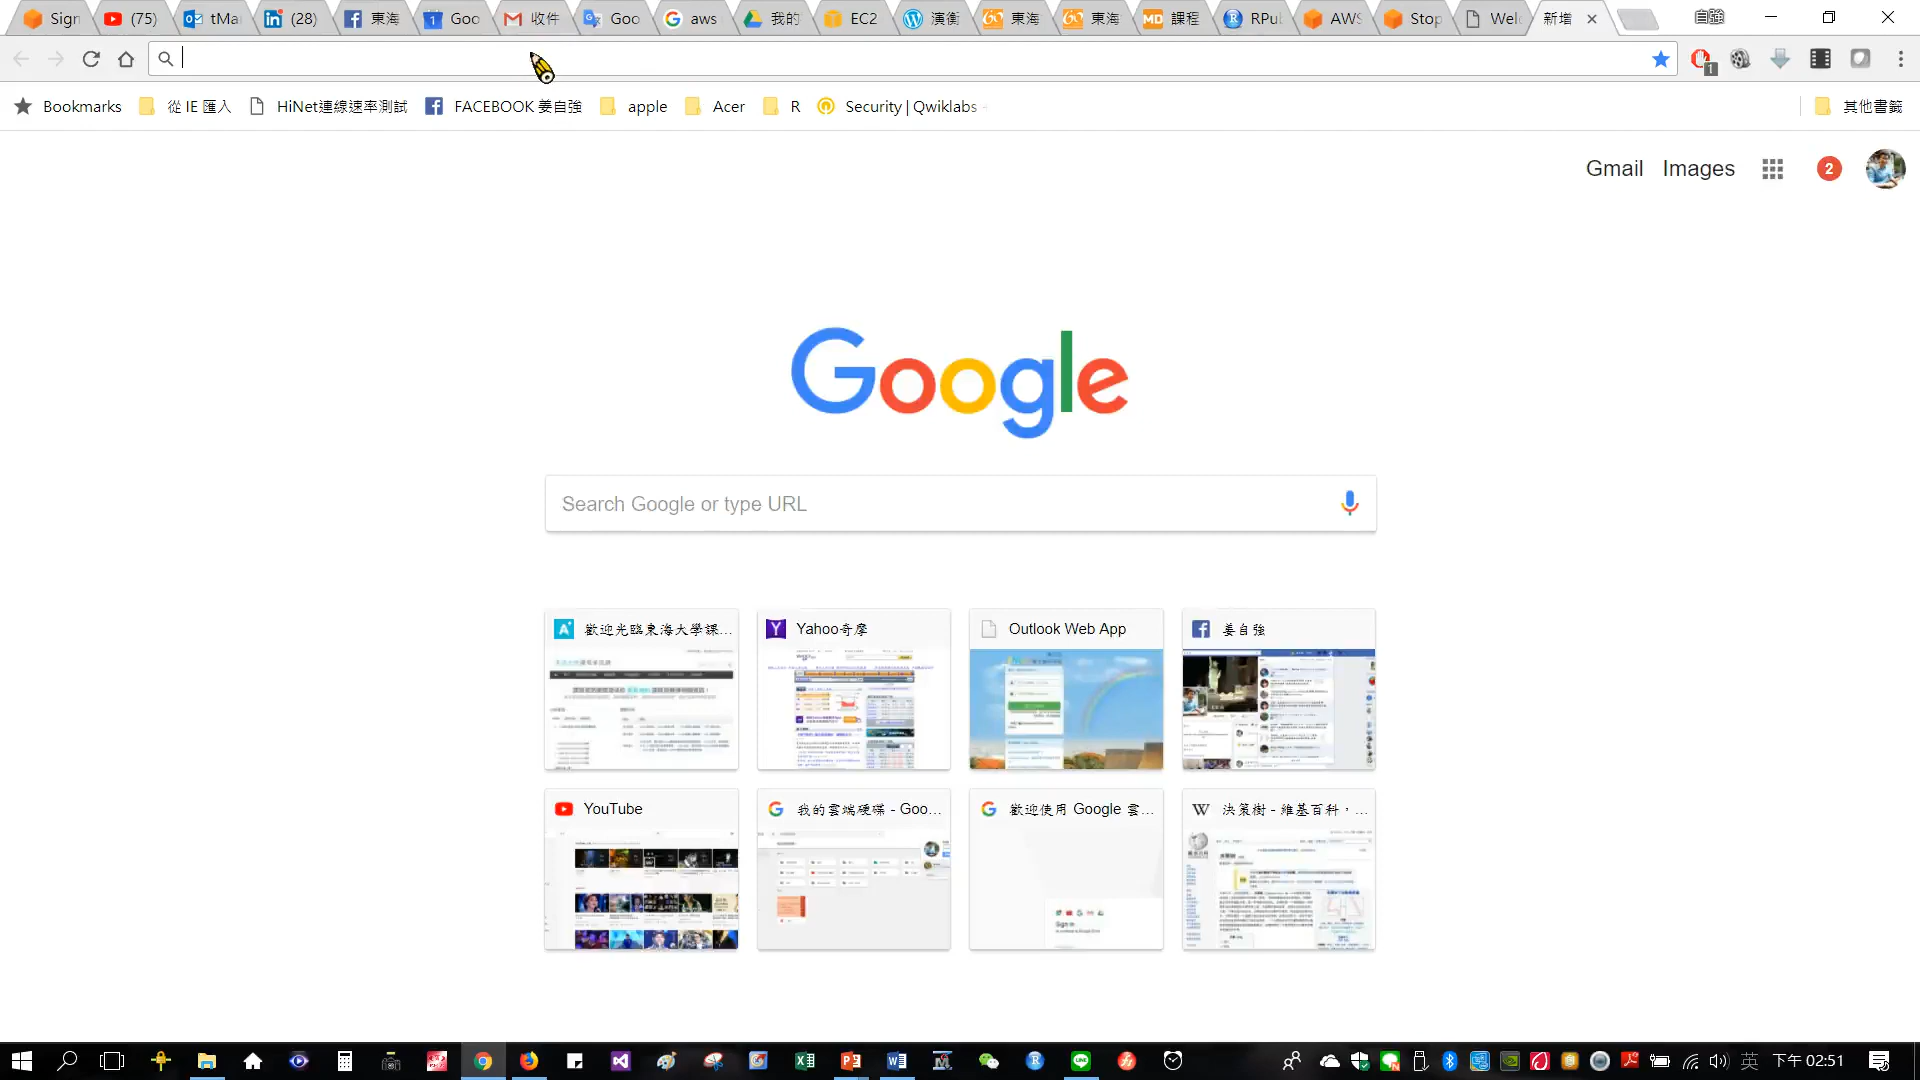 Sign (75) tMa (28) 東海 Goo 收件 Goo aws 我的 EC2 演衡 東海 東海 課程 RPu AWS Stop Welc 新增 自強
1
Bookmarks 從 IE 匯入 HiNet連線速率測試 FACEBOOK 姜自強 apple Acer R Security | Qwiklabs - 其他書籤
Gmail Images 2
Google
Search Google or type URL
歡迎光臨東海大學課... Yahoo奇摩 Outlook Web App 姜自強
YouTube 我的雲端硬碟 - Goo... 歡迎使用 Google 雲... 決策樹 - 維基百科，...
Sign in
英 下午 02:51